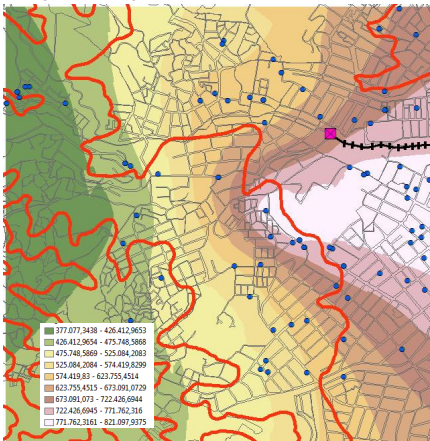 377.077,3438 - 426.412,9653
426.412,9654 - 475.748,5868
475.748,5869 - 525.084,2083
525.084,2084 - 574.419,8299
574.419,83 - 623.755,4514
623.755,4515 - 673.091,0729
673.091,073 - 722.426,6944
722.426,6945 - 771.762,316
771.762,3161 - 821.097,9375